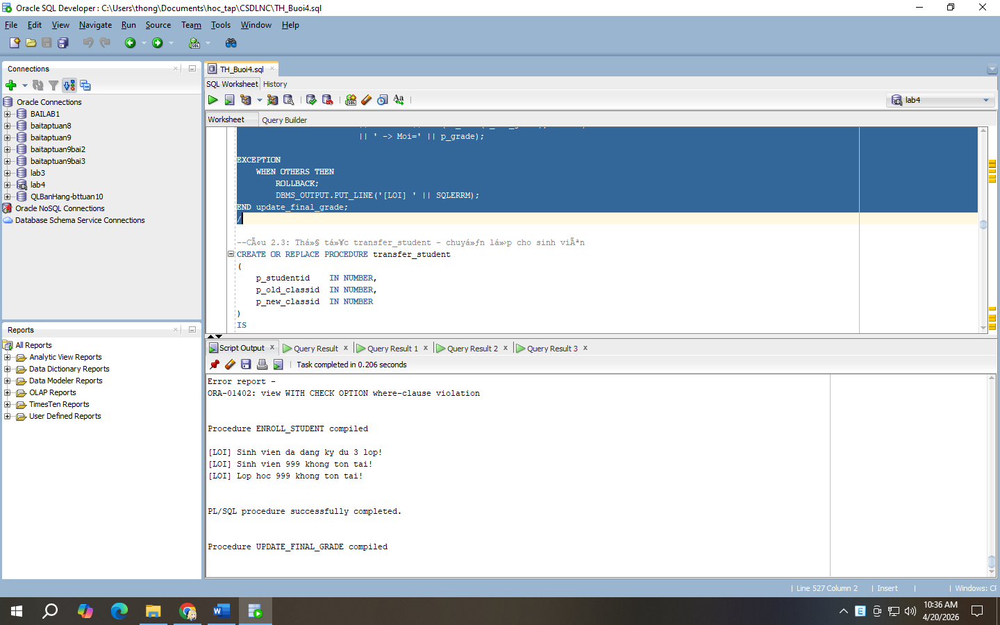 Oracle SQL Developer : C:\Users\thong\Documents\hoc_tap\CSDLNC\TH_Buoi4.sql
File Edit View Navigate Run Source Team Tools Window Help
Connections
Oracle Connections
BAILAB1
baitaptuan8
baitaptuan9
baitaptuan9bai2
baitaptuan9bai3
lab3
lab4
QLBanHang-bttuan10
Oracle NoSQL Connections
Database Schema Service Connections
Reports
All Reports
Analytic View Reports
Data Dictionary Reports
Data Modeler Reports
OLAP Reports
TimesTen Reports
User Defined Reports
TH_Buoi4.sql
SQL Worksheet History
lab4
Worksheet Query Builder
|| ' -> Moi=' || p_grade);
EXCEPTION
WHEN OTHERS THEN
ROLLBACK;
DBMS_OUTPUT.PUT_LINE('[LOI] ' || SQLERRM);
END update_final_grade;
/
--CÃ¢u 2.3: Thá»§ tá»¥c transfer_student - chuyá»ƒn lá»›p cho sinh viÃªn
CREATE OR REPLACE PROCEDURE transfer_student
(
p_studentid IN NUMBER,
p_old_classid IN NUMBER,
p_new_classid IN NUMBER
)
IS
Script Output Query Result Query Result 1 Query Result 2 Query Result 3
Task completed in 0.206 seconds
Error report -
ORA-01402: view WITH CHECK OPTION where-clause violation
Procedure ENROLL_STUDENT compiled
[LOI] Sinh vien da dang ky du 3 lop!
[LOI] Sinh vien 999 khong ton tai!
[LOI] Lop hoc 999 khong ton tai!
PL/SQL procedure successfully completed.
Procedure UPDATE_FINAL_GRADE compiled
Line 527 Column 2 Insert Windows:
10:36 AM
4/20/2026